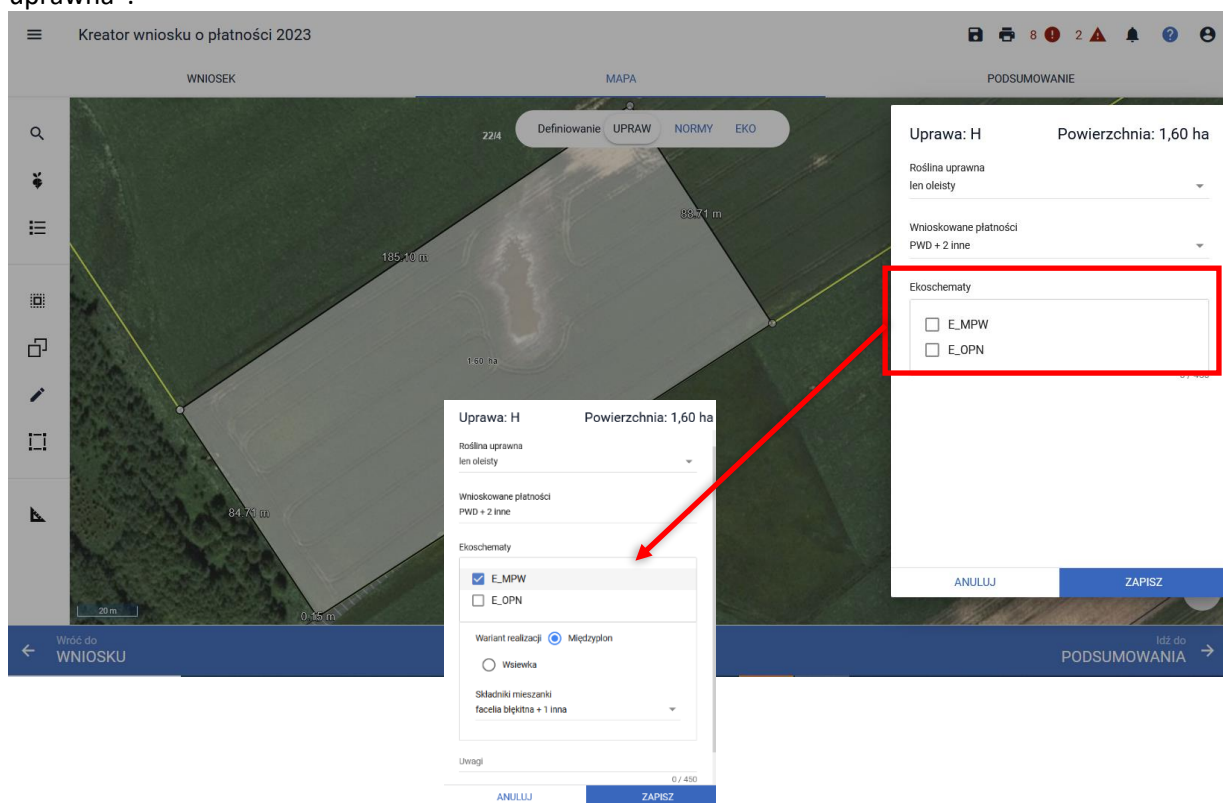 uprawna”.
Kreator wniosku o płatności 2023
8 2
WNIOSEK MAPA PODSUMOWANIE
22/4
Definiowanie UPRAW NORMY EKO
88.71 m
185.10 m
1.60 ha
84.71 m
0.15 m
20 m
Uprawa: H Powierzchnia: 1,60 ha
Roślina uprawna
len oleisty
Wnioskowane płatności
PWD + 2 inne
Ekoschematy
E_MPW
E_OPN
ANULUJ ZAPISZ
Uprawa: H Powierzchnia: 1,60 ha
Roślina uprawna
len oleisty
Wnioskowane płatności
PWD + 2 inne
Ekoschematy
E_MPW
E_OPN
Wariant realizacji Międzyplon
Wsiewka
Składniki mieszanki
facelia błękitna + 1 inna
Uwagi
0 / 450
ANULUJ ZAPISZ
Wróć do
WNIOSKU
Idź do
PODSUMOWANIA